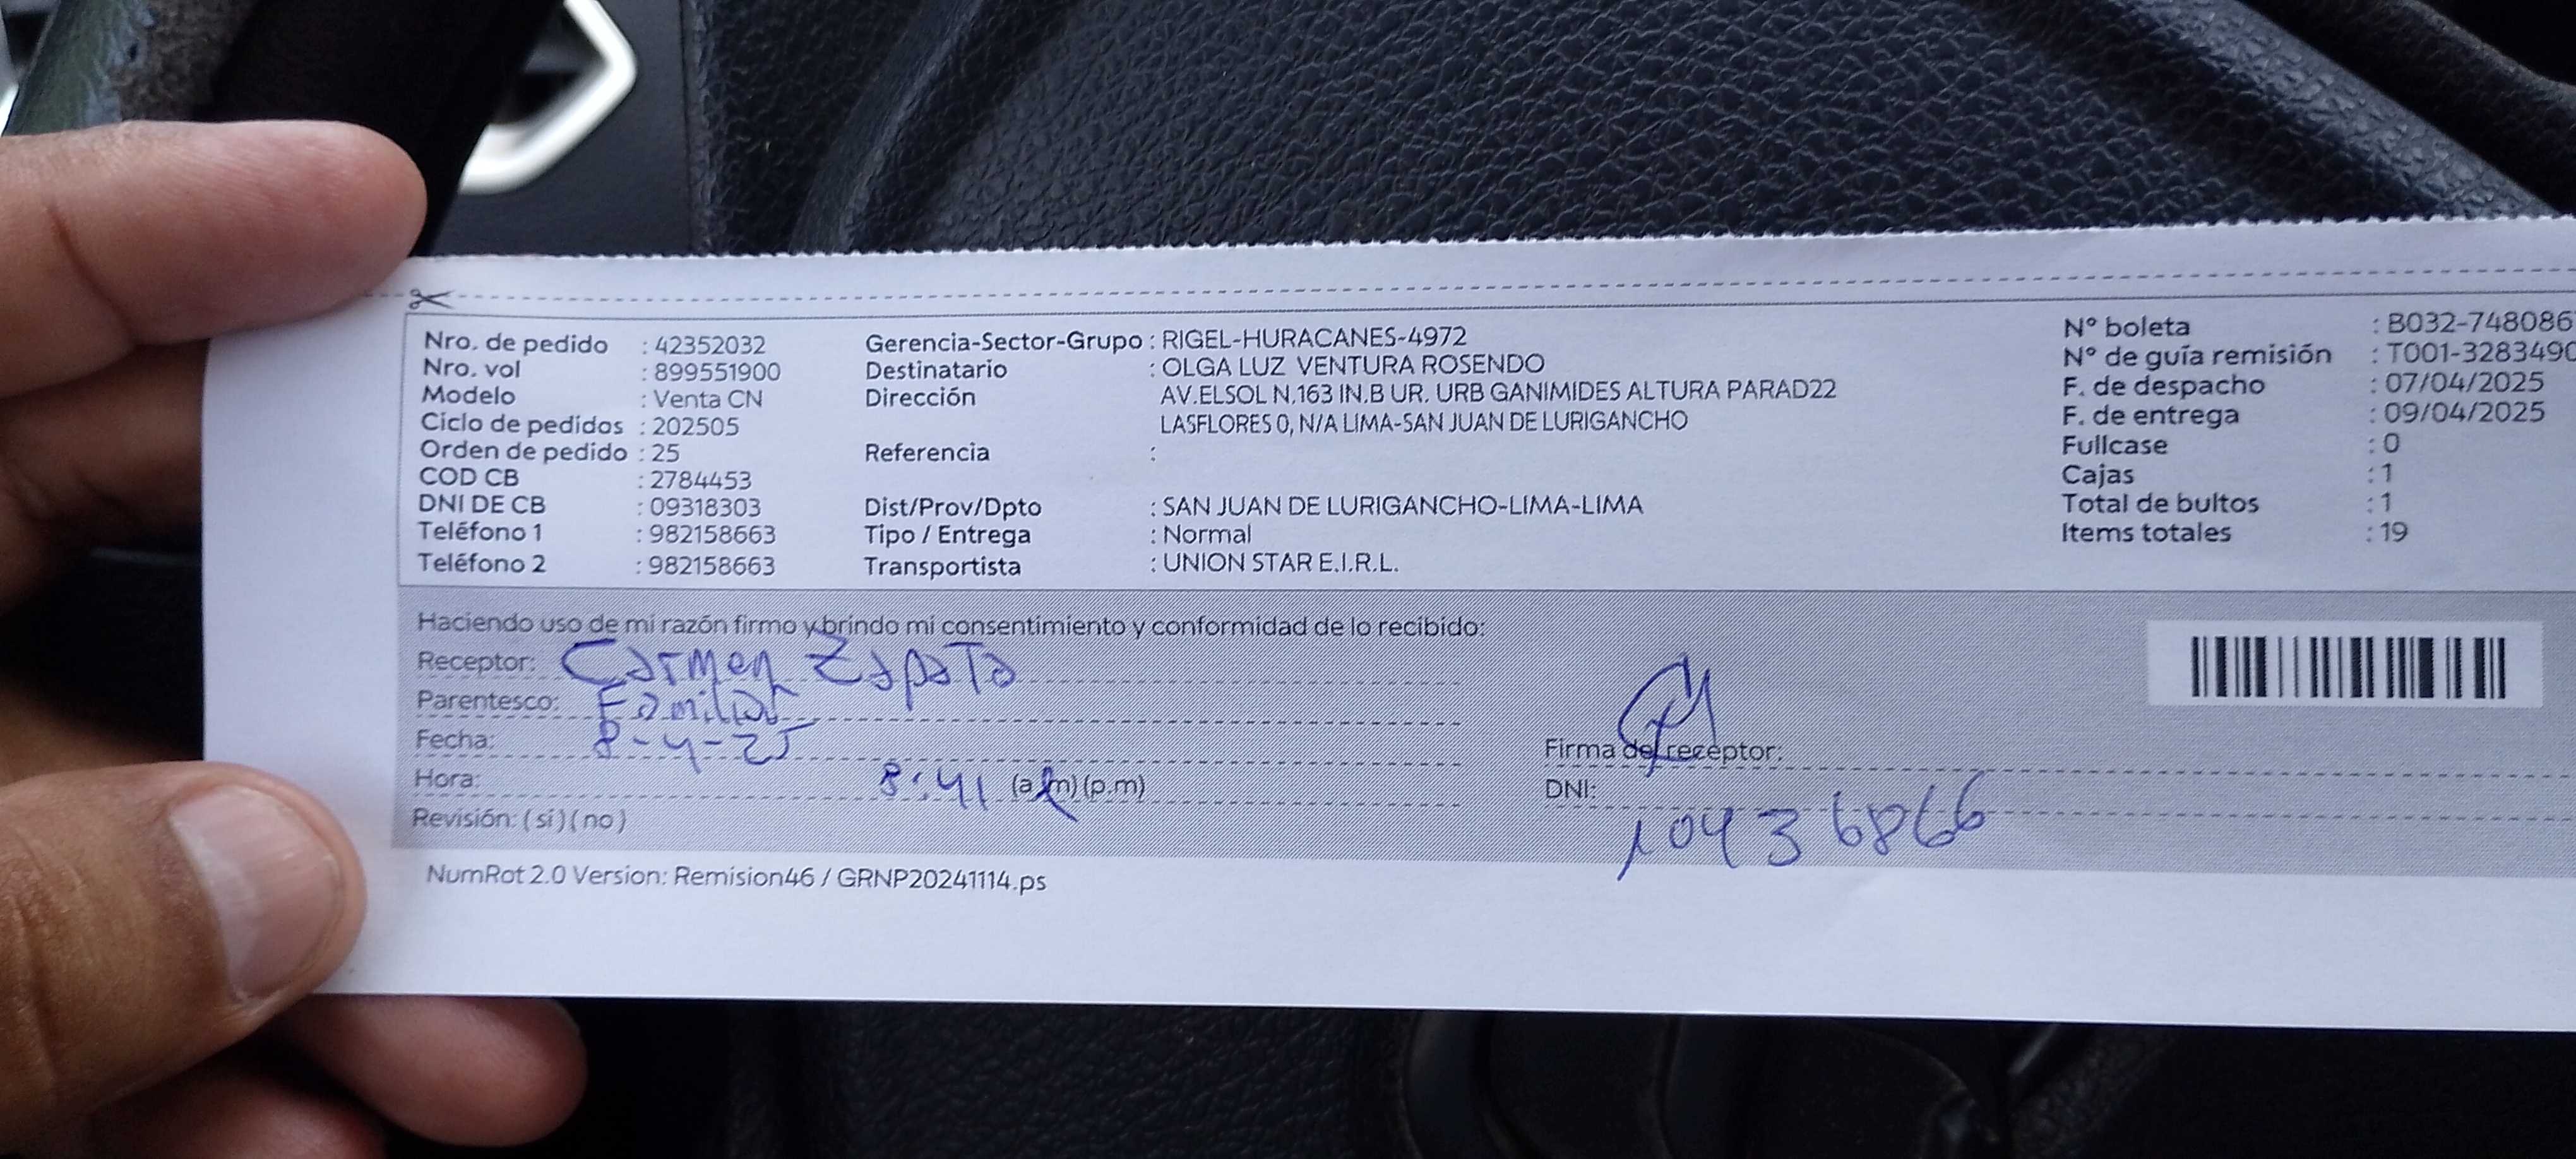 Nro. de pedido : 42352032
Nro. vol : 899551900
Modelo : Venta CN
Ciclo de pedidos : 202505
Orden de pedido : 25
COD CB : 2784453
DNI DE CB : 09318303
Teléfono 1 : 982158663
Teléfono 2 : 982158663
Gerencia-Sector-Grupo : RIGEL-HURACANES-4972
Destinatario : OLGA LUZ VENTURA ROSENDO
Dirección : AV.ELSOL N.163 IN.B UR. URB GANIMIDES ALTURA PARAD22
LASFLORES 0, N/A LIMA-SAN JUAN DE LURIGANCHO
Referencia :
Dist/Prov/Dpto : SAN JUAN DE LURIGANCHO-LIMA-LIMA
Tipo / Entrega : Normal
Transportista : UNION STAR E.I.R.L.
N° boleta : B032-748086
N° de guía remisión : T001-3283490
F. de despacho : 07/04/2025
F. de entrega : 09/04/2025
Fullcase : 0
Cajas : 1
Total de bultos : 1
Items totales : 19
Haciendo uso de mi razón firmo y brindo mi consentimiento y conformidad de lo recibido:
Receptor: Carmen Zapata
Parentesco: Familiar
Fecha: 8-4-25
Hora: 8:41 (a.m)(p.m)
Revisión: (si)(no)
Firma del receptor:
DNI: 10436866
NumRot 2.0 Version: Remision46 / GRNP20241114.ps